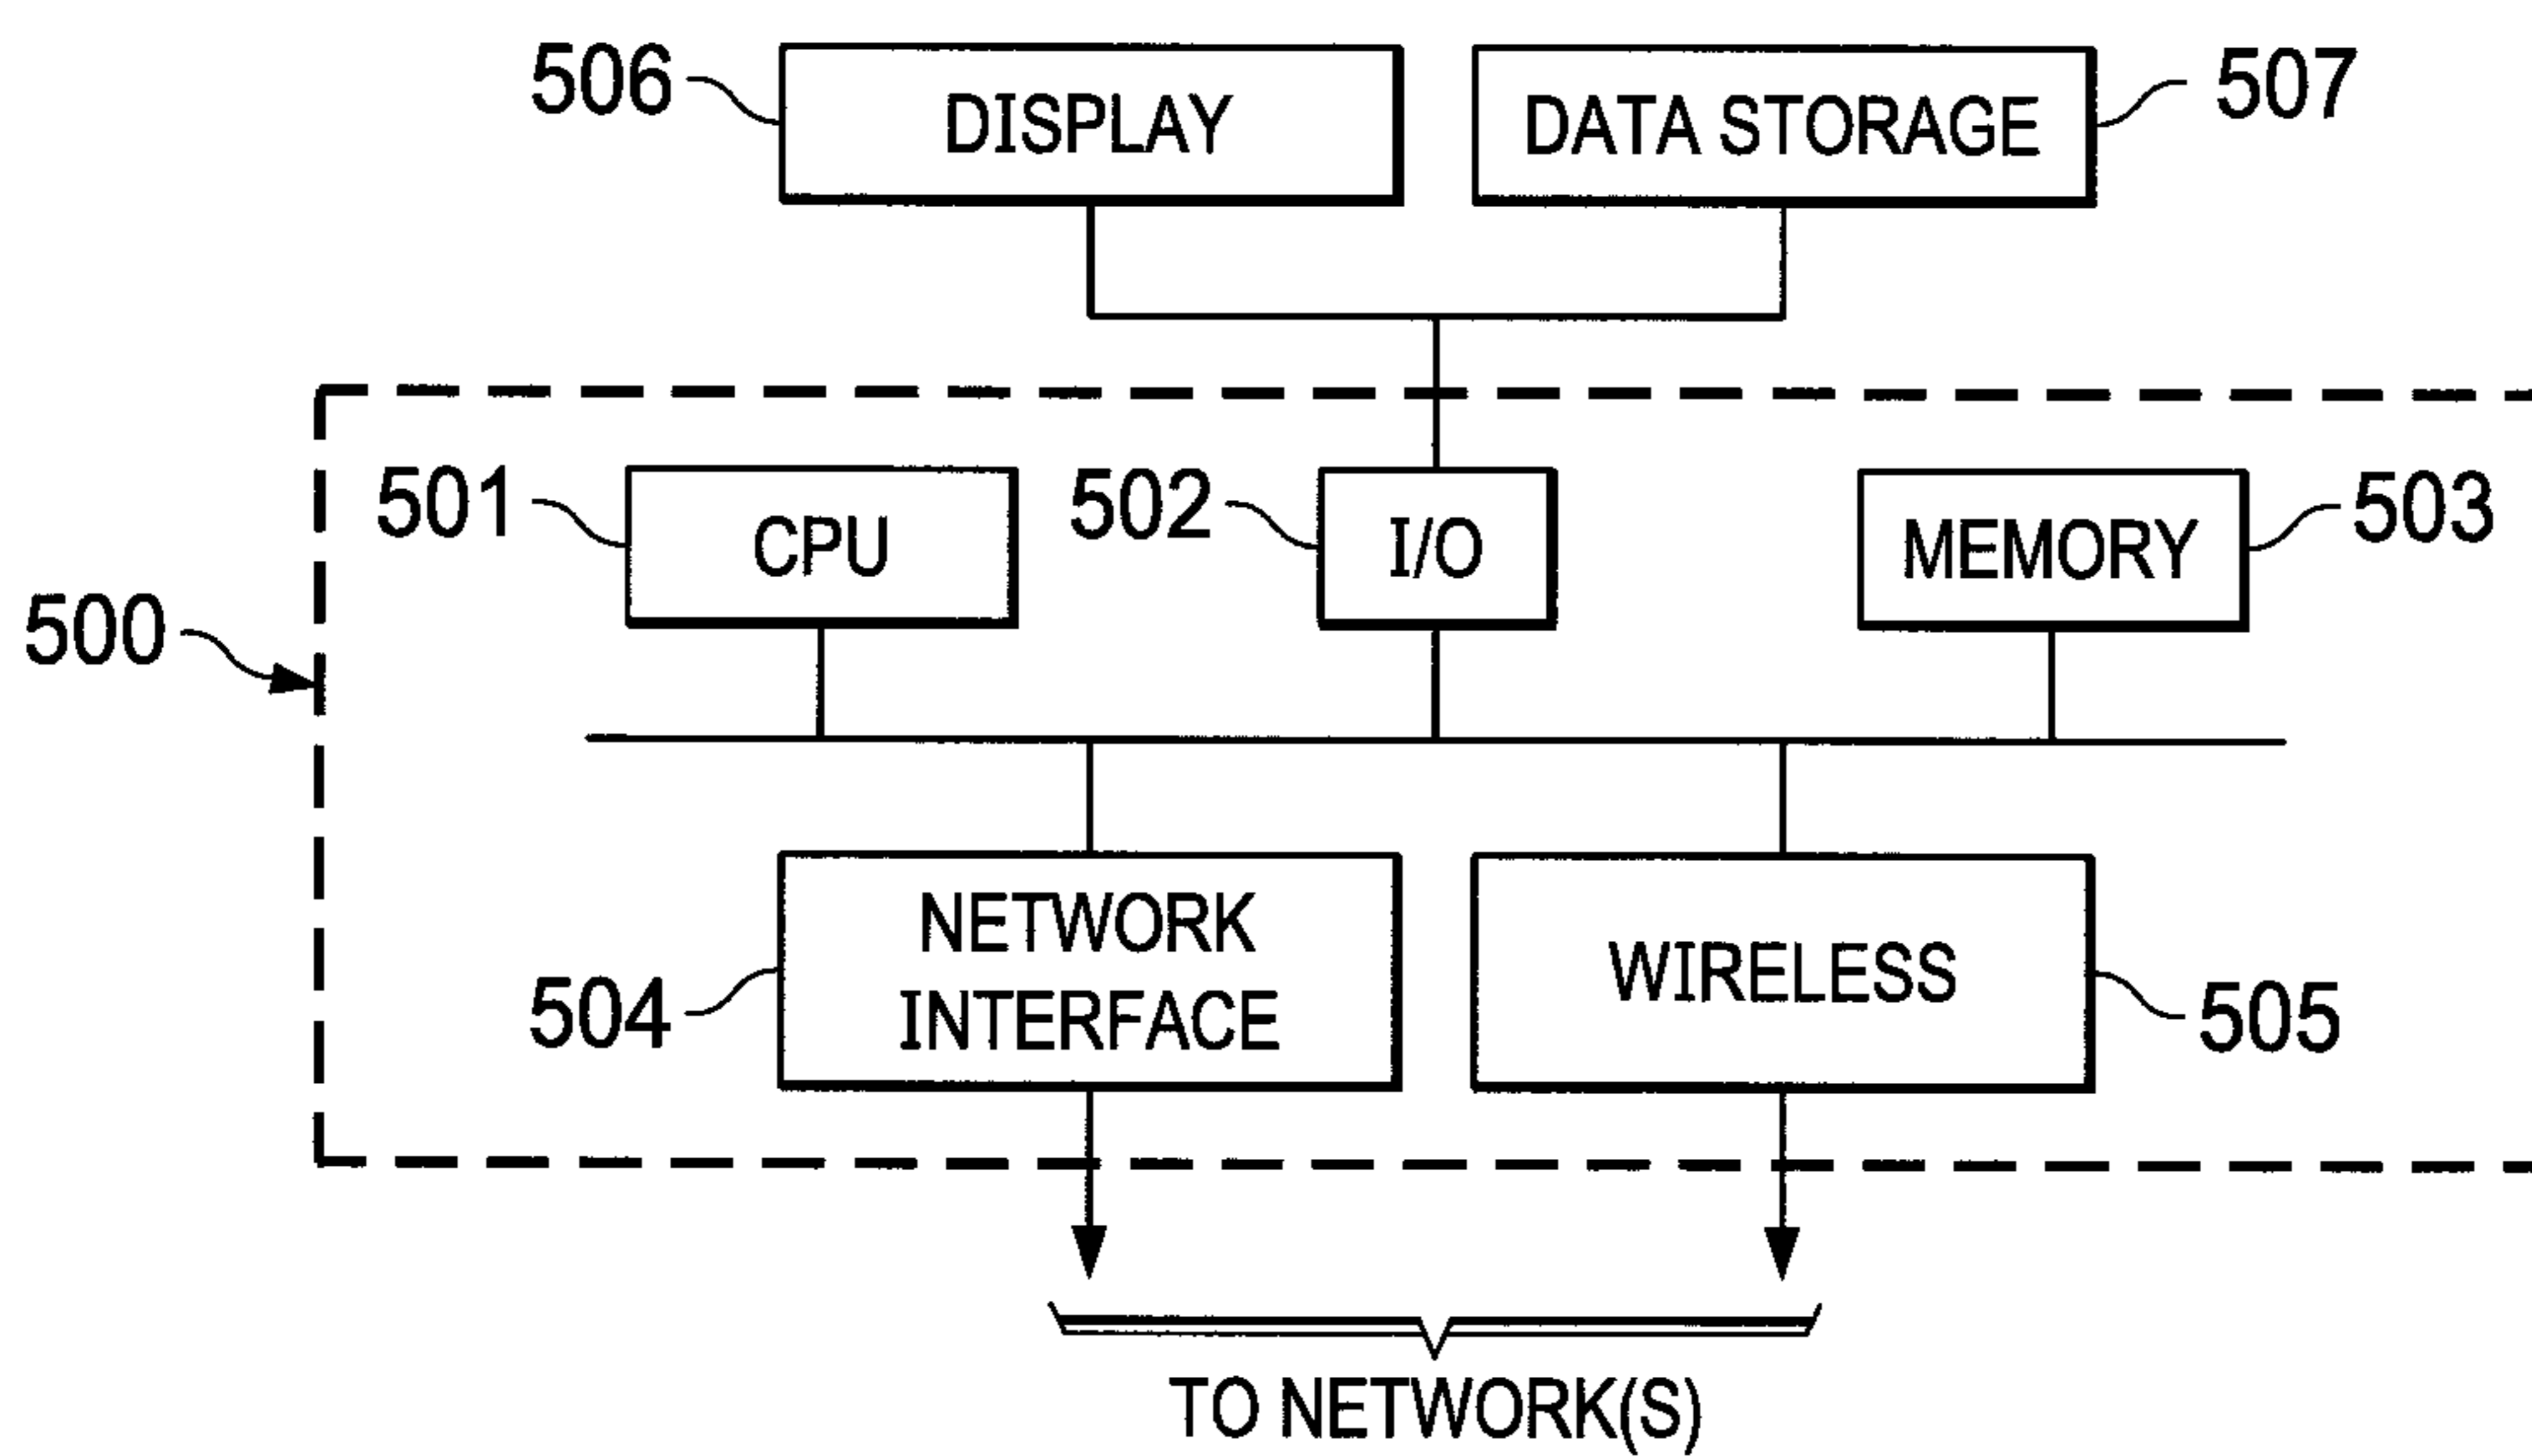 506
DISPLAY
DATA STORAGE
507
501
CPU
502
I/O
MEMORY
503
500
NETWORK
INTERFACE
504
WIRELESS
505
TO NETWORK(S)